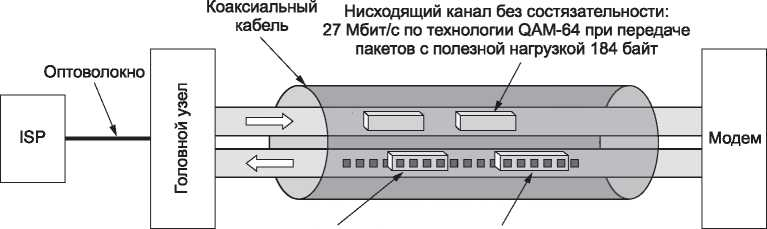 Коаксиальный
кабель
Нисходящий канал без состязательности:
27 Мбит/с по технологии QAM-64 при передаче
пакетов с полезной нагрузкой 184 байт
Оптоволокно
ISP
Головной узел
Модем